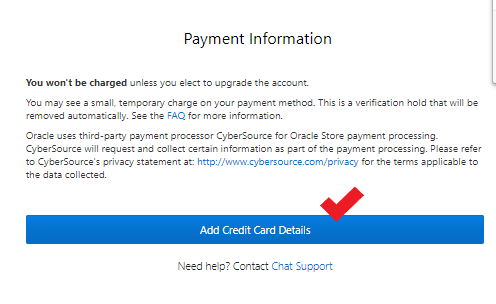 Payment Information
You won't be charged unless you elect to upgrade the account.
You may see a small, temporary charge on your payment method. This is a verification hold that will be
removed automatically. See the FAQ for more information.
Oracle uses third-party payment processor CyberSource for Oracle Store payment processing.
CyberSource will request and collect certain information as part of the payment processing. Please refer
to CyberSource's privacy statement at: http://www.cybersource.com/privacy for the terms applicable to
the data collected.
Add Credit Card Details
Need help? Contact Chat Support